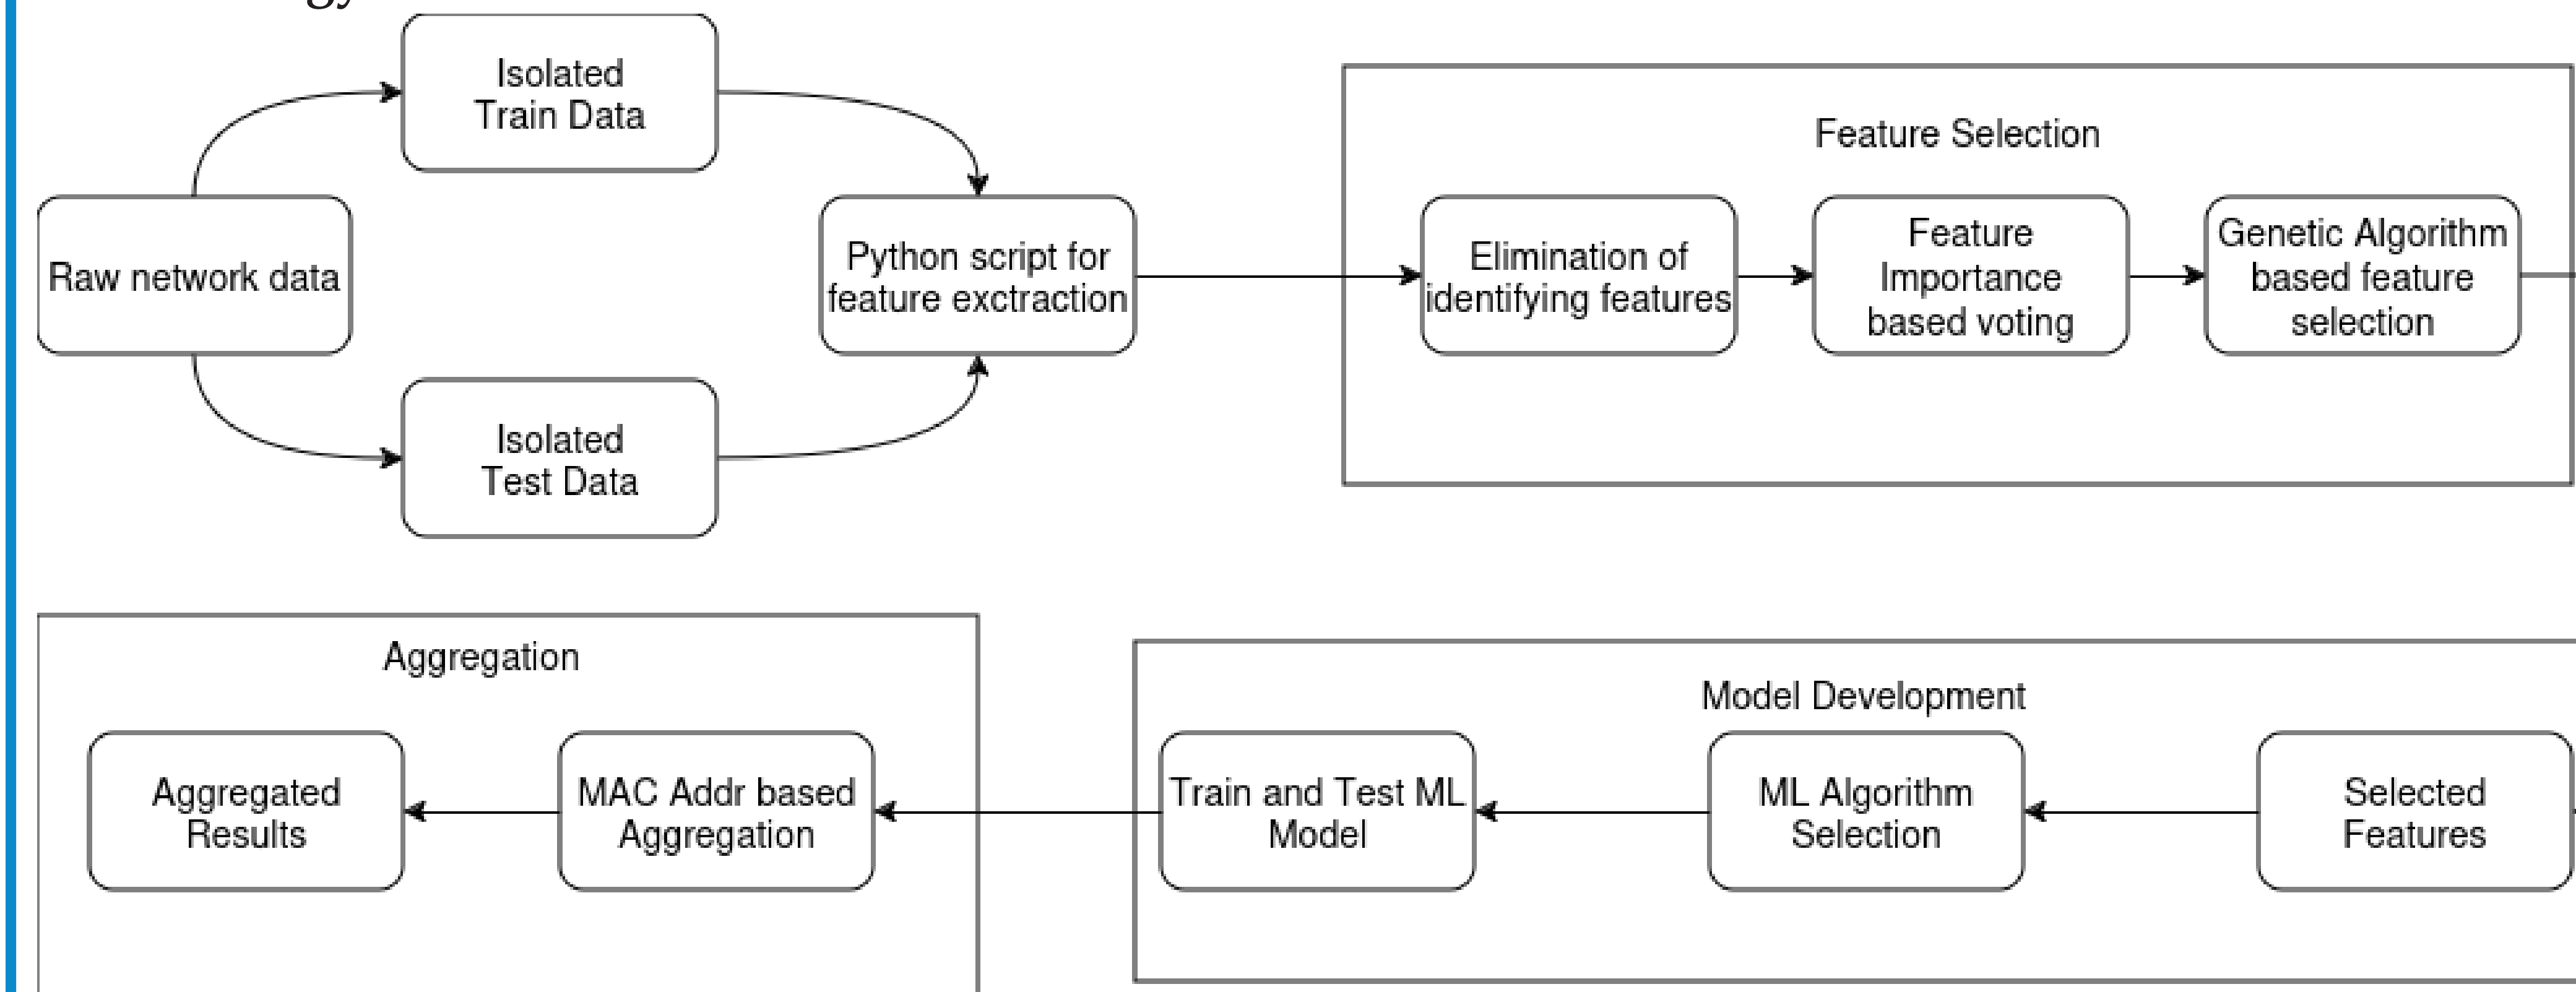 Isolated
Train Data
Raw network data
Python script for
feature exctraction
Isolated
Test Data
Feature Selection
Elimination of
identifying features
Feature
Importance
based voting
Genetic Algorithm
based feature
selection
Aggregation
Aggregated
Results
MAC Addr based
Aggregation
Model Development
Train and Test ML
Model
ML Algorithm
Selection
Selected
Features